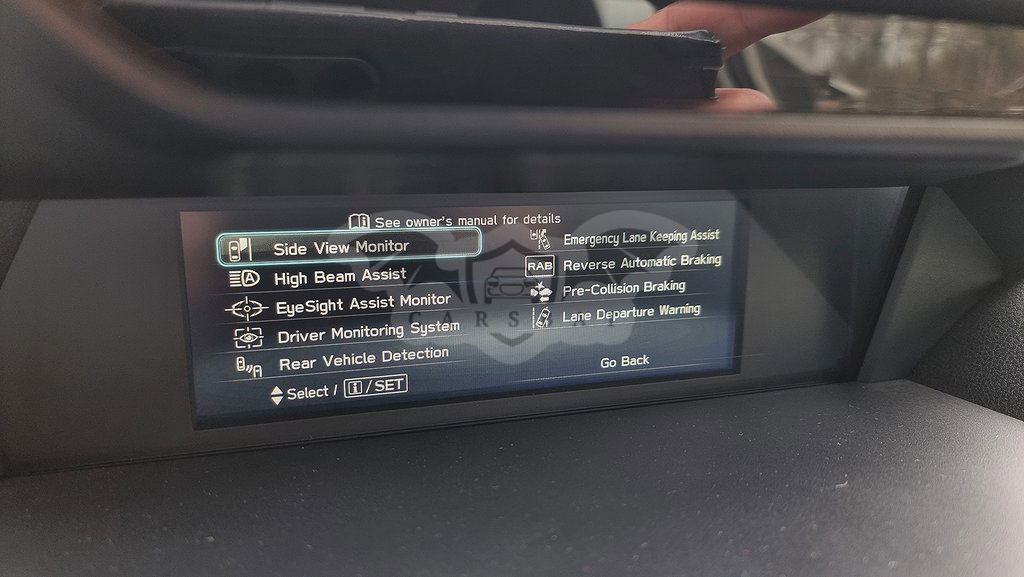 See owner's manual for details
Side View Monitor
High Beam Assist
EyeSight Assist Monitor
Driver Monitoring System
Rear Vehicle Detection
Select / i / SET
Emergency Lane Keeping Assist
RAB Reverse Automatic Braking
Pre-Collision Braking
Lane Departure Warning
Go Back